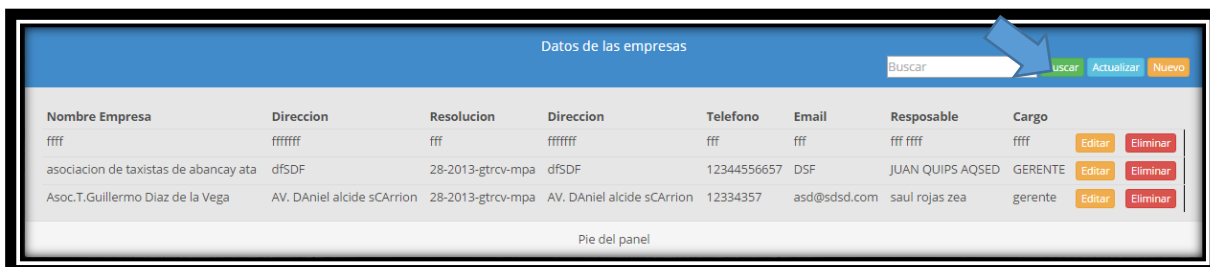 Datos de las empresas
Buscar Actualizar Nuevo
Nombre Empresa Direccion Resolucion Direccion Telefono Email Resposable Cargo
ffff fffffff fff fffffff fff fff fff ffff ffff Editar Eliminar
asociacion de taxistas de abancay ata dfSDF 28-2013-gtrcv-mpa dfSDF 12344556657 DSF JUAN QUIPS AQSED GERENTE Editar Eliminar
Asoc.T.Guillermo Diaz de la Vega AV. DAniel alcide sCArrion 28-2013-gtrcv-mpa AV. DAniel alcide sCArrion 12334357 asd@sdsd.com saul rojas zea gerente Editar Eliminar
Pie del panel